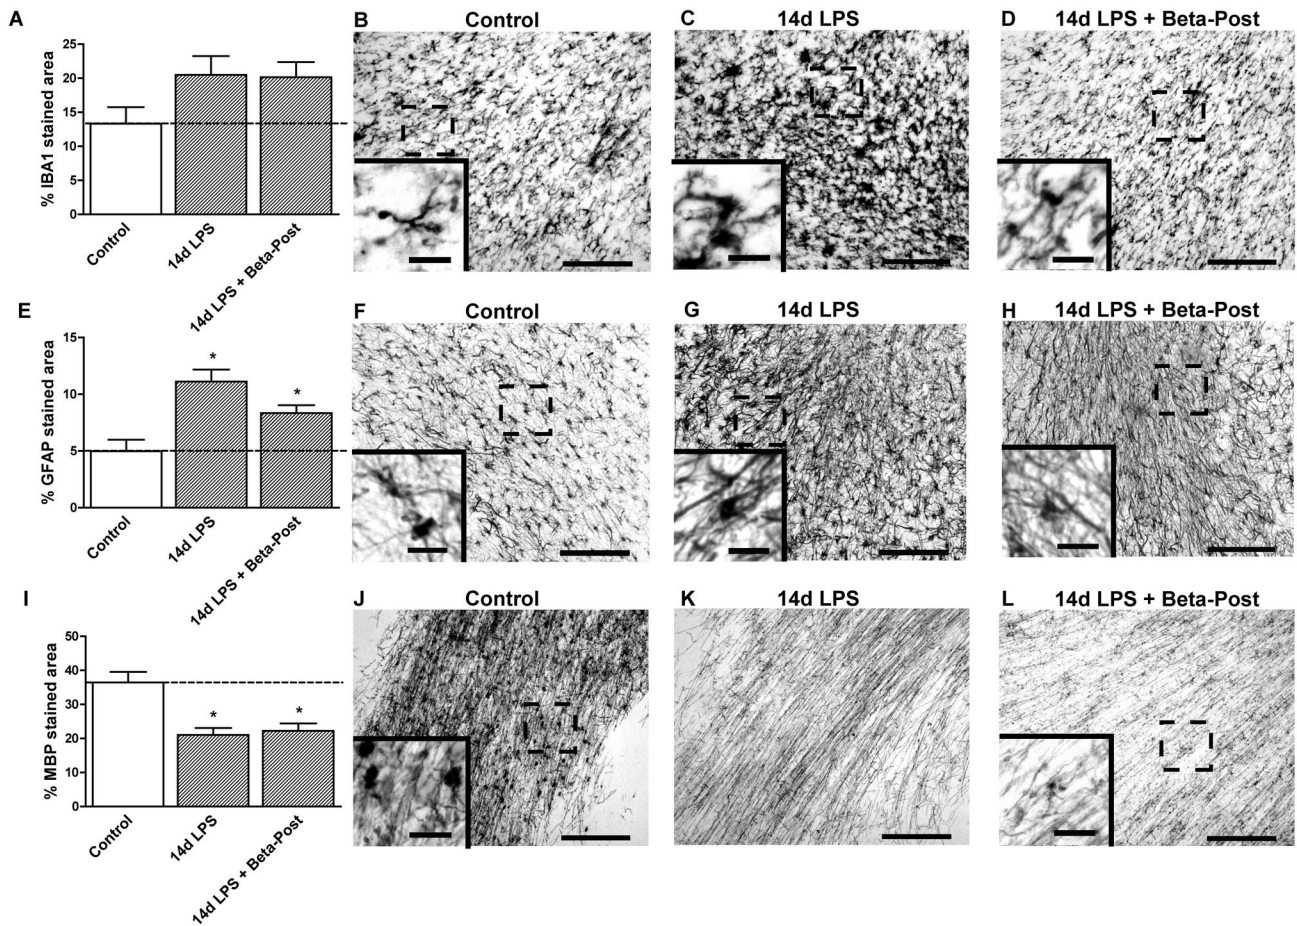 A
% IBA1 stained area
25
20
15
10
5
0
Control
14d LPS
14d LPS + Beta-Post
B
Control
C
14d LPS
D
14d LPS + Beta-Post
E
% GFAP stained area
15
10
5
0
*
*
Control
14d LPS
14d LPS + Beta-Post
F
Control
G
14d LPS
H
14d LPS + Beta-Post
I
% MBP stained area
50
40
30
20
10
0
*
*
Control
14d LPS
14d LPS + Beta-Post
J
Control
K
14d LPS
L
14d LPS + Beta-Post